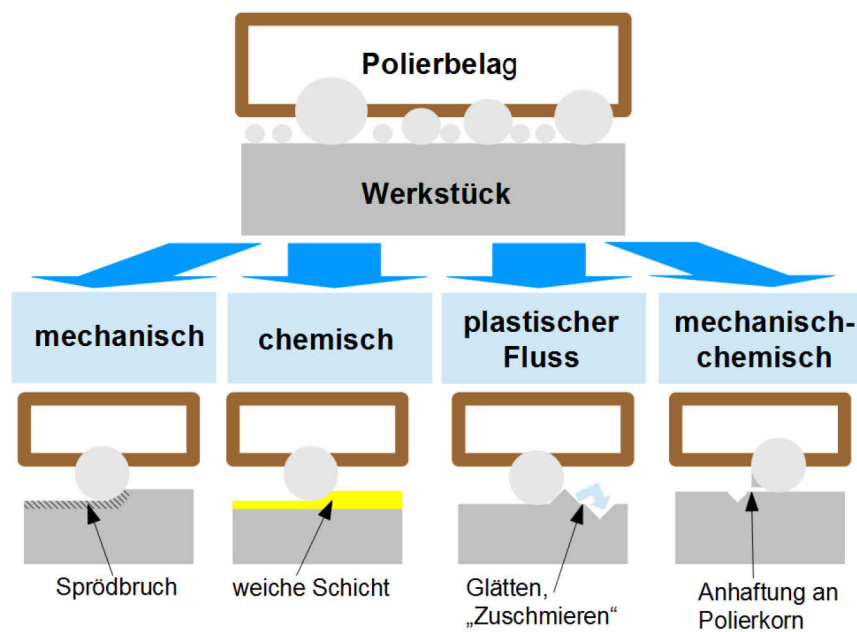 Polierbelag
Werkstück
mechanisch
chemisch
plastischer
Fluss
mechanisch-
chemisch
Sprödbruch
weiche Schicht
Glätten,
„Zuschmieren“
Anhaftung an
Polierkorn